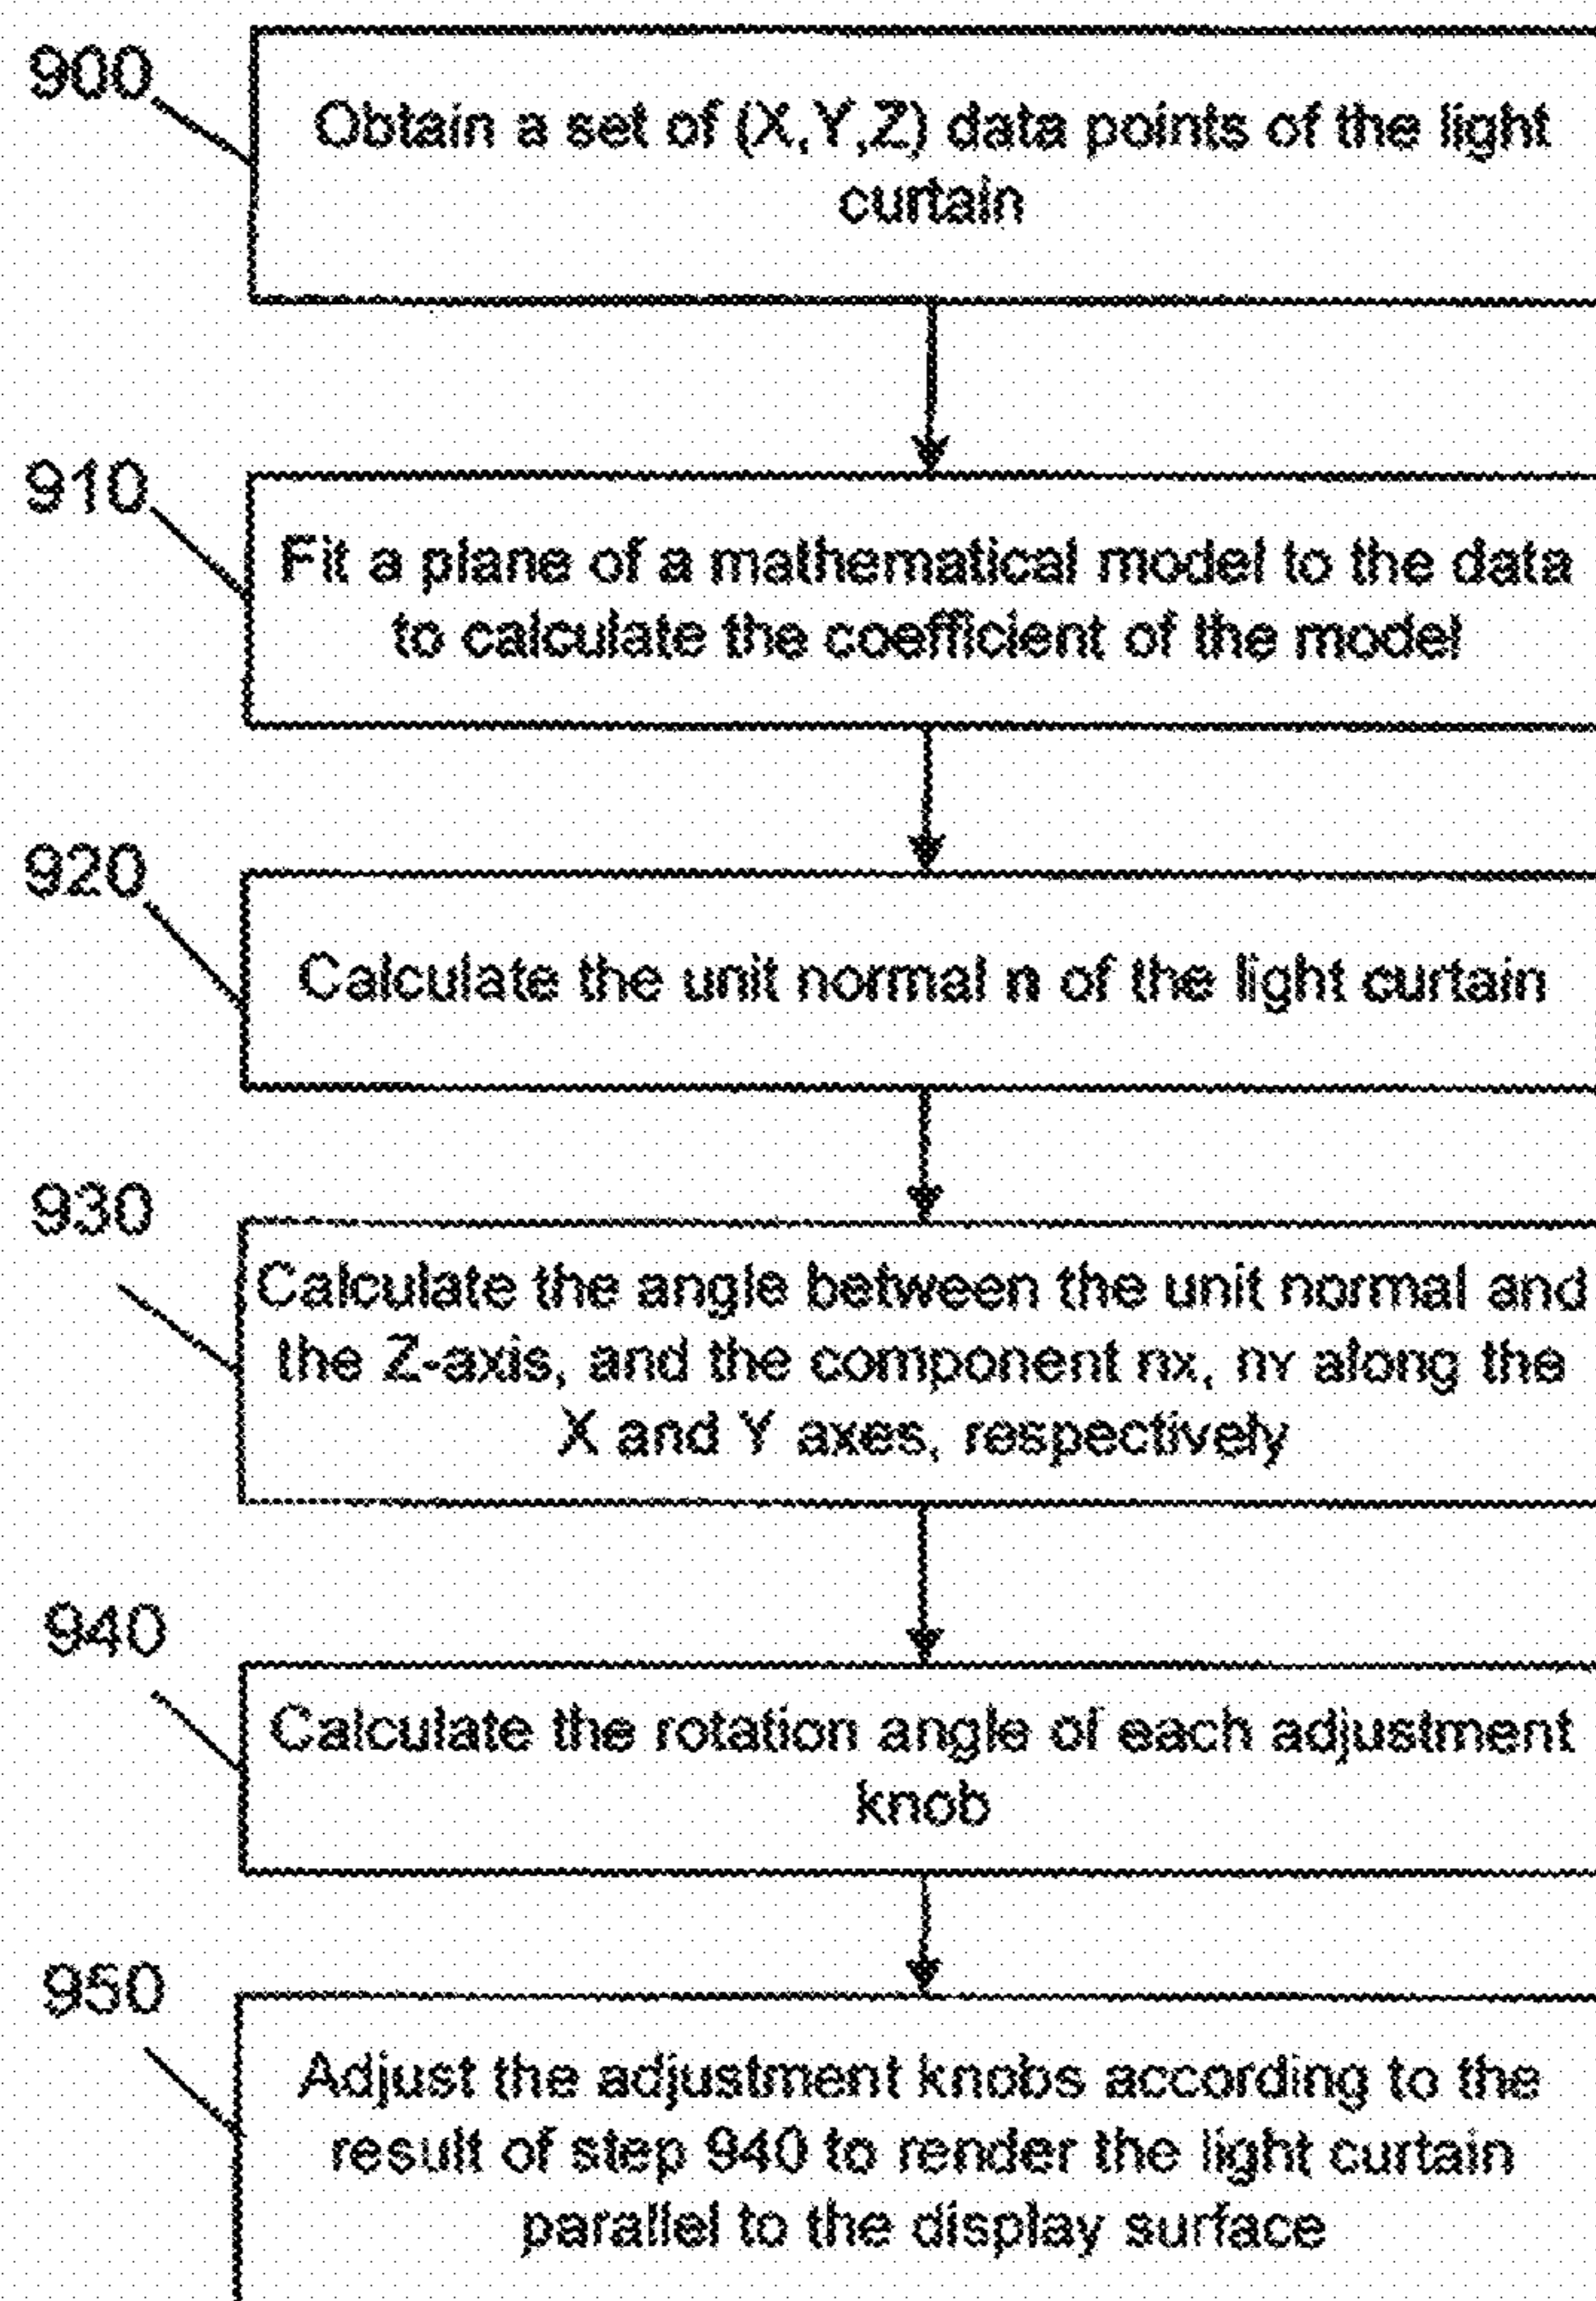 900
Obtain a set of (X,Y,Z) data points of the light
curtain
910
Fit a plane of a mathematical model to the data
to calculate the coefficient of the model
920
Calculate the unit normal n of the light curtain
930
Calculate the angle between the unit normal and
the Z-axis, and the component nx, nY along the
X and Y axes, respectively
940
Calculate the rotation angle of each adjustment
knob
950
Adjust the adjustment knobs according to the
result of step 940 to render the light curtain
parallel to the display surface